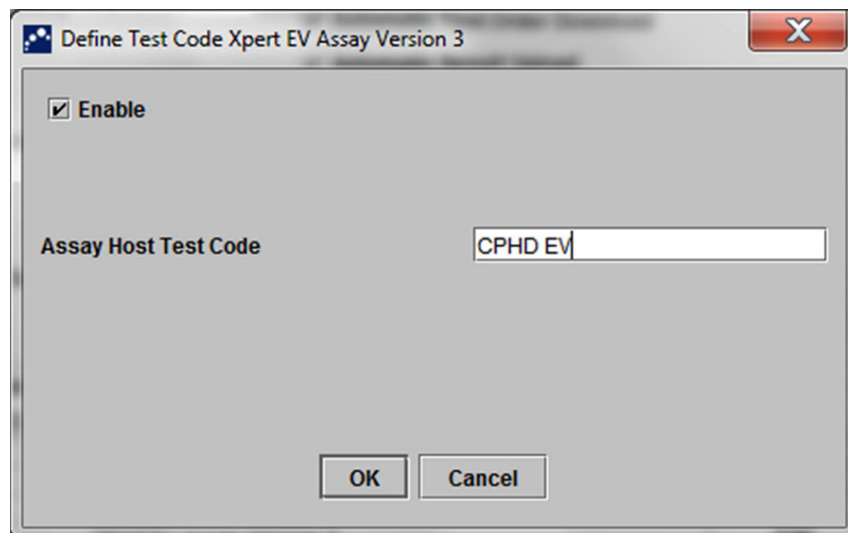 Define Test Code Xpert EV Assay Version 3
Enable
Assay Host Test Code CPHD EV
OK Cancel